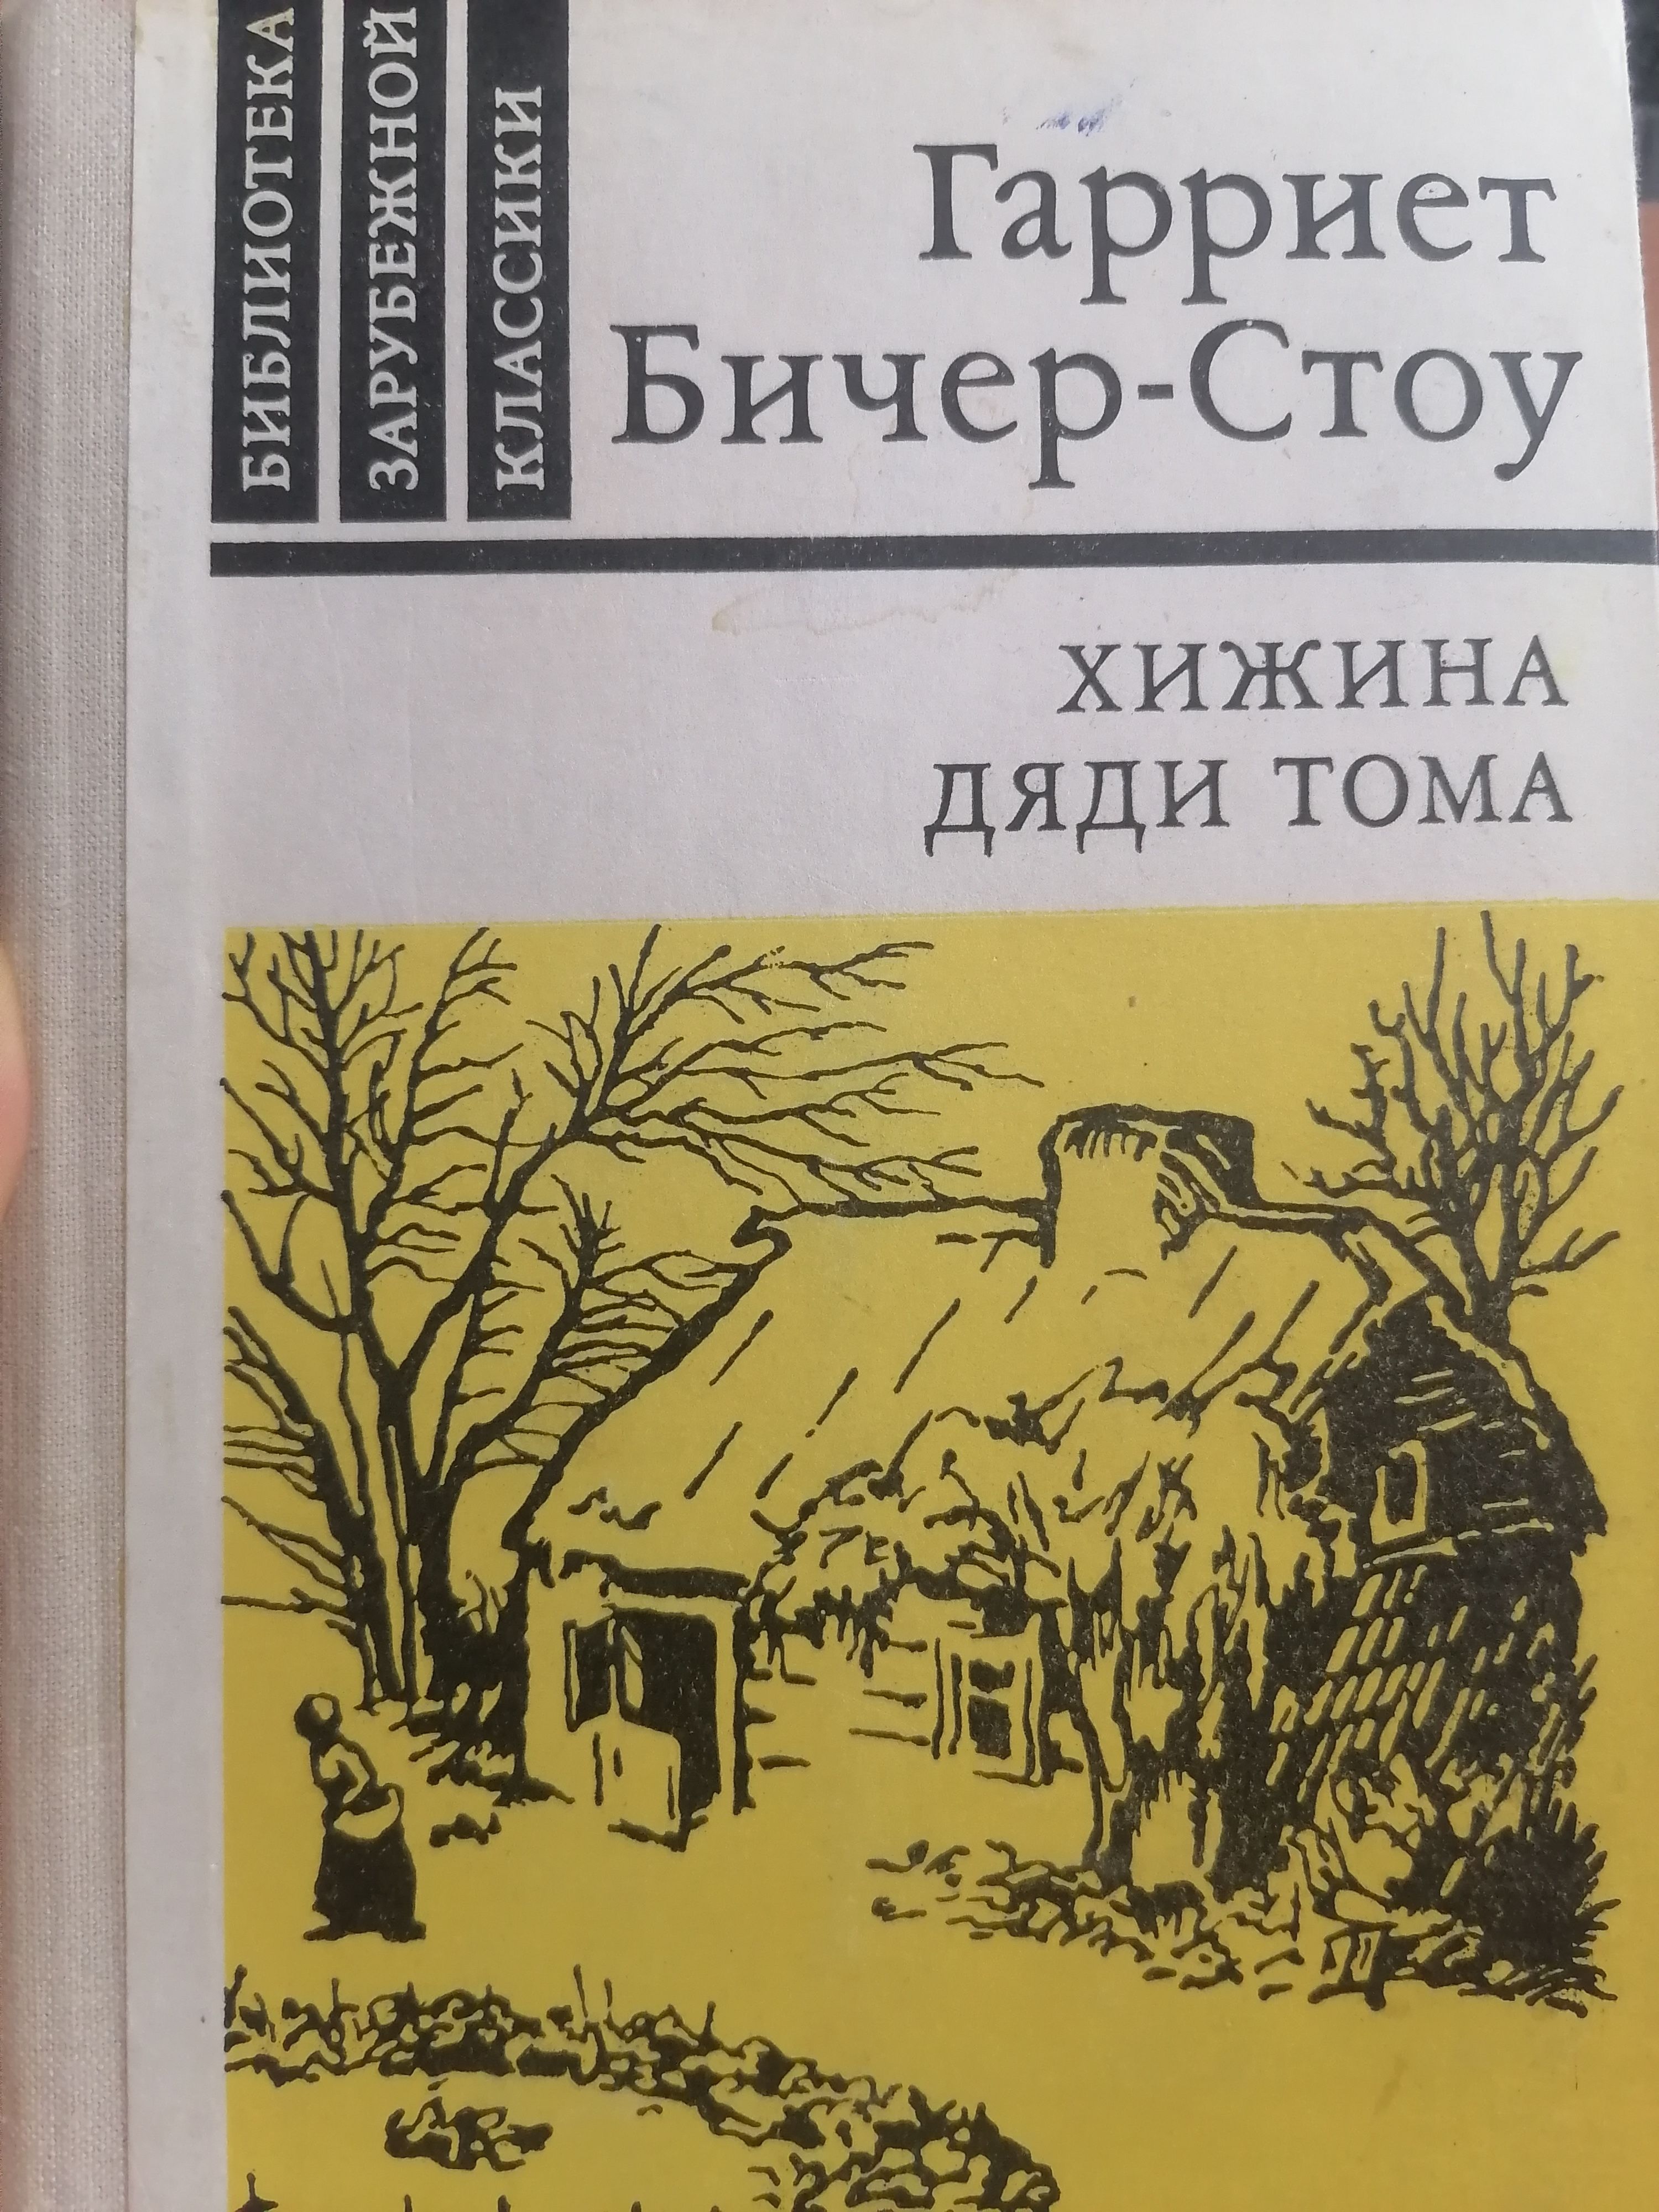 БИБЛИОТЕКА
ЗАРУБЕЖНОЙ
КЛАССИКИ
Гарриет
Бичер-Стоу
ХИЖИНА
ДЯДИ ТОМА